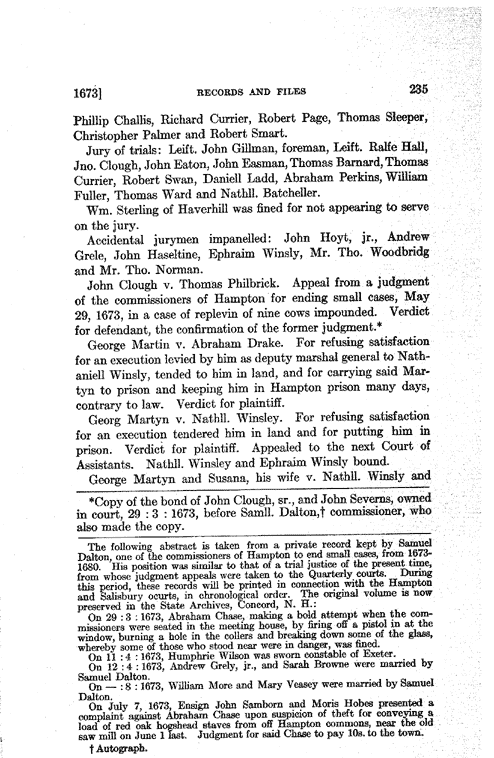 1673]
RECORDS AND FILES
235
Phillip Challis, Richard Currier, Robert Page, Thomas Sleeper,
Christopher Palmer and Robert Smart.
Jury of trials: Leift. John Gillman, foreman, Leift. Ralfe Hall,
Jno. Clough, John Eaton, John Easman, Thomas Barnard, Thomas
Currier, Robert Swan, Daniell Ladd, Abraham Perkins, William
Fuller, Thomas Ward and Nathll. Batcheller.
Wm. Sterling of Haverhill was fined for not appearing to serve
on the jury.
Accidental jurymen impanelled: John Hoyt, jr., Andrew
Grele, John Haseltine, Ephraim Winsly, Mr. Tho. Woodbridg
and Mr. Tho. Norman.
John Clough v. Thomas Philbrick. Appeal from a judgment
of the commissioners of Hampton for ending small cases, May
29, 1673, in a case of replevin of nine cows impounded. Verdict
for defendant, the confirmation of the former judgment.*
George Martin v. Abraham Drake. For refusing satisfaction
for an execution levied by him as deputy marshal general to Nath-
aniell Winsly, tended to him in land, and for carrying said Mar-
tyn to prison and keeping him in Hampton prison many days,
contrary to law. Verdict for plaintiff.
Georg Martyn v. Nathll. Winsley. For refusing satisfaction
for an execution tendered him in land and for putting him in
prison. Verdict for plaintiff. Appealed to the next Court of
Assistants. Nathll. Winsley and Ephraim Winsly bound.
George Martyn and Susana, his wife v. Nathll. Winsly and
*Copy of the bond of John Clough, sr., and John Severns, owned
in court, 29 : 3 : 1673, before Samll. Dalton,† commissioner, who
also made the copy.
The following abstract is taken from a private record kept by Samuel
Dalton, one of the commissioners of Hampton to end small cases, from 1673-
1680. His position was similar to that of a trial justice of the present time,
from whose judgment appeals were taken to the Quarterly courts. During
this period, these records will be printed in connection with the Hampton
and Salisbury ocurts, in chronological order. The original volume is now
preserved in the State Archives, Concord, N. H.:
On 29 : 3 : 1673, Abraham Chase, making a bold attempt when the com-
missioners were seated in the meeting house, by firing off a pistol in at the
window, burning a hole in the collers and breaking down some of the glass,
whereby some of those who stood near were in danger, was fined.
On 11 : 4 : 1673, Humphrie Wilson was sworn constable of Exeter.
On 12 : 4 : 1673, Andrew Grely, jr., and Sarah Browne were married by
Samuel Dalton.
On — : 8 : 1673, William More and Mary Veasey were married by Samuel
Dalton.
On July 7, 1673, Ensign John Samborn and Moris Hobes presented a
complaint against Abraham Chase upon suspicion of theft for conveying a
load of red oak hogshead staves from off Hampton commons, near the old
saw mill on June 1 last. Judgment for said Chase to pay 10s. to the town.
† Autograph.